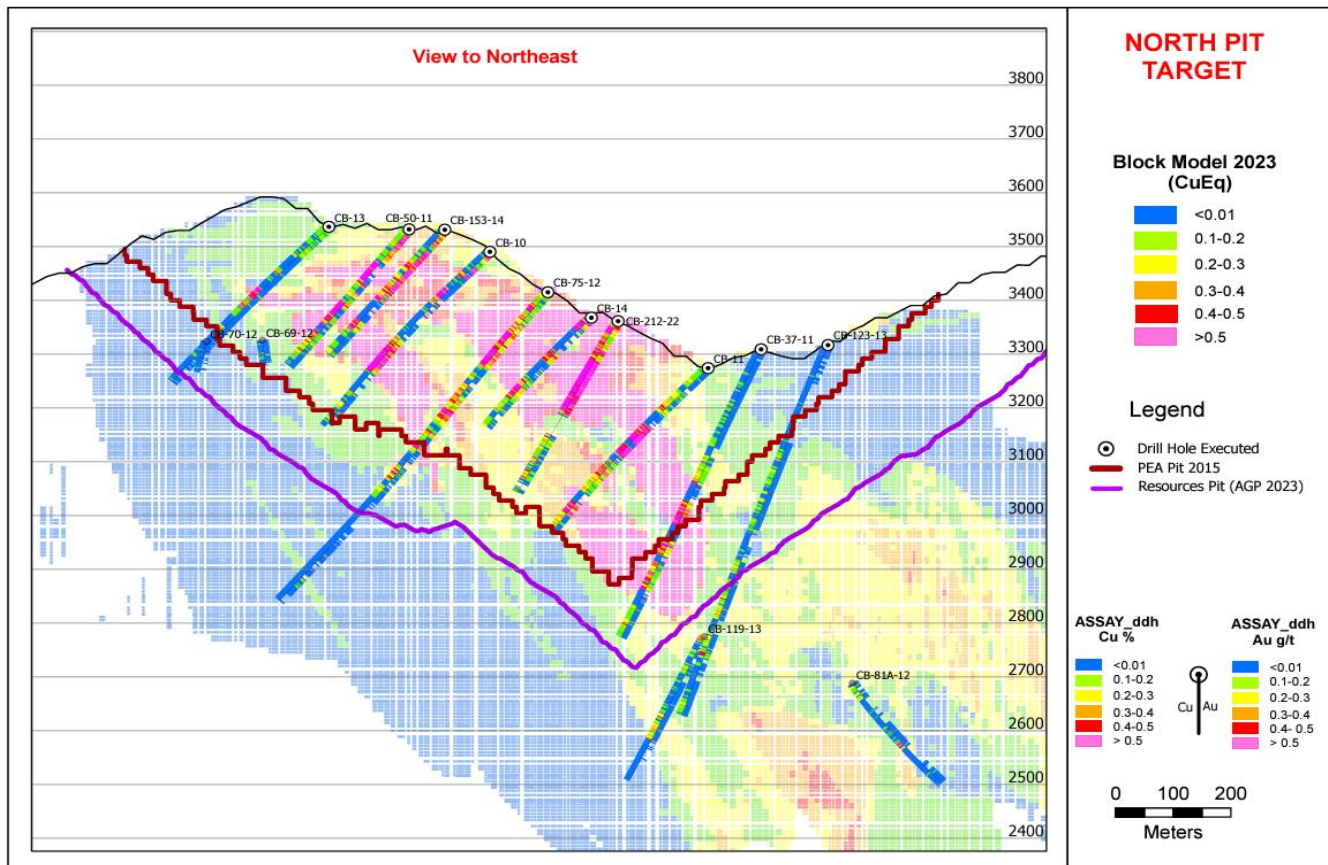 View to Northeast
3800
3700
3600
3500
3400
3300
3200
3100
3000
2900
2800
2700
2600
2500
2400
CB-13
CB-50-11
CB-153-14
CB-10
CB-75-12
CB-14
CB-212-22
CB-70-12
CB-69-12
CB-11
CB-37-11
CB-123-13
CB-119-13
CB-81A-12
NORTH PIT
TARGET
Block Model 2023
(CuEq)
<0.01
0.1-0.2
0.2-0.3
0.3-0.4
0.4-0.5
>0.5
Legend
Drill Hole Executed
PEA Pit 2015
Resources Pit (AGP 2023)
ASSAY_ddh
Cu %
<0.01
0.1-0.2
0.2-0.3
0.3-0.4
0.4-0.5
> 0.5
Cu Au
ASSAY_ddh
Au g/t
<0.01
0.1-0.2
0.2-0.3
0.3-0.4
0.4- 0.5
> 0.5
0 100 200
Meters